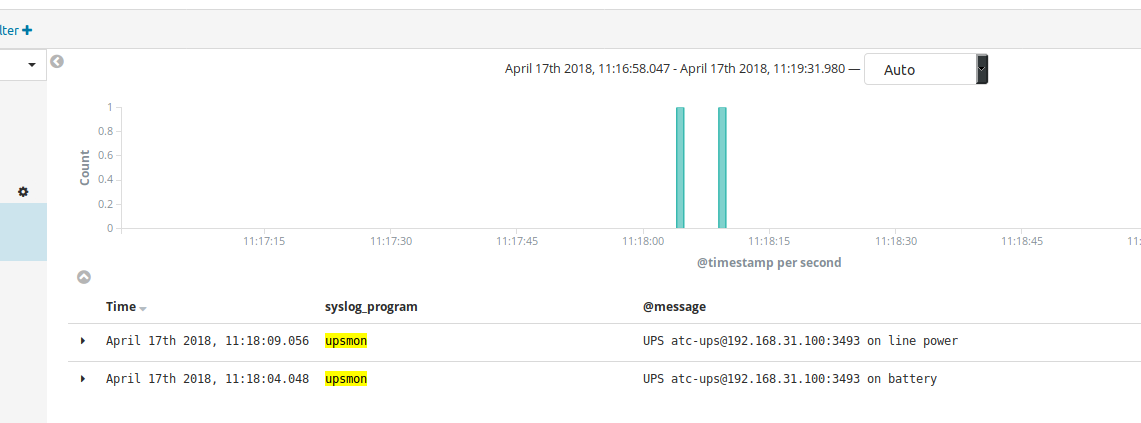 lter +
April 17th 2018, 11:16:58.047 - April 17th 2018, 11:19:31.980 — Auto
1
0.8
0.6
0.4
0.2
0
Count
11:17:15 11:17:30 11:17:45 11:18:00 11:18:15 11:18:30 11:18:45 11:
@timestamp per second
Time syslog_program @message
April 17th 2018, 11:18:09.056 upsmon UPS atc-ups@192.168.31.100:3493 on line power
April 17th 2018, 11:18:04.048 upsmon UPS atc-ups@192.168.31.100:3493 on battery